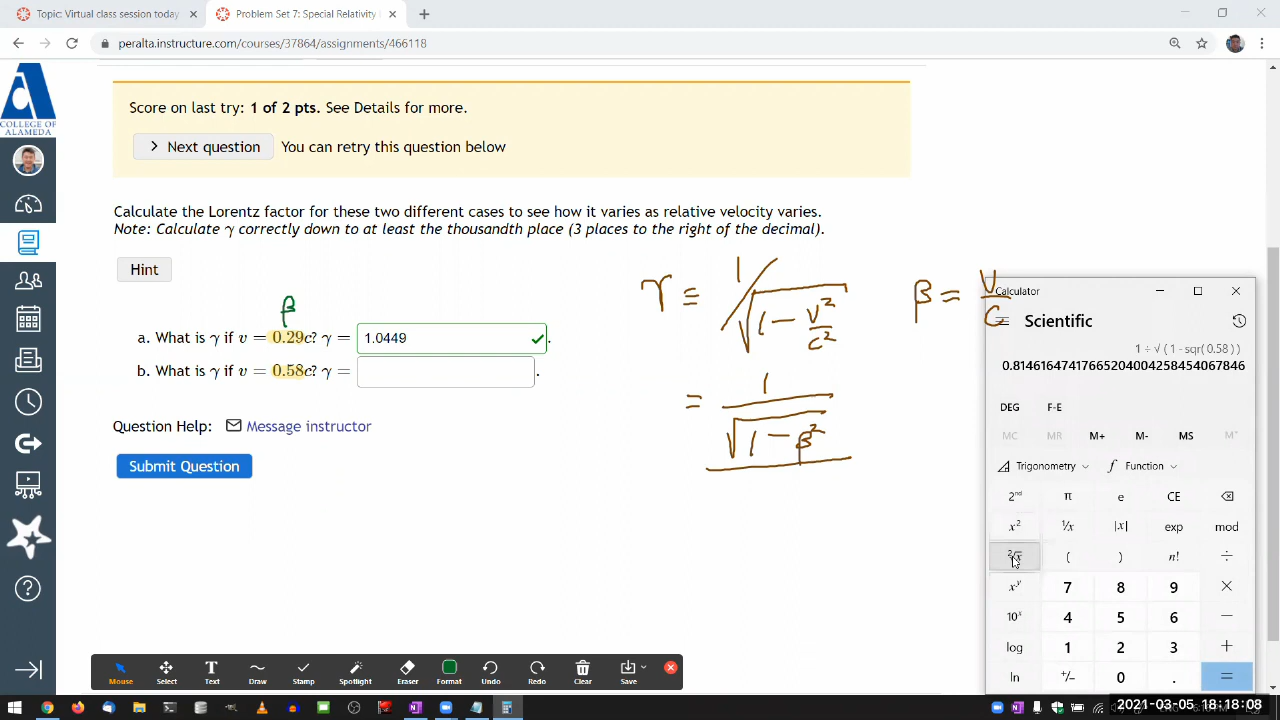 Topic: Virtual class session today
Problem Set 7: Special Relativity
peralta.instructure.com/courses/37864/assignments/466118
COLLEGE OF
ALAMEDA
Score on last try: 1 of 2 pts. See Details for more.
Next question
You can retry this question below
Calculate the Lorentz factor for these two different cases to see how it varies as relative velocity varies.
Note: Calculate γ correctly down to at least the thousandth place (3 places to the right of the decimal).
Hint
β
a. What is γ if v = 0.29c? γ = 1.0449 .
b. What is γ if v = 0.58c? γ = .
Question Help: Message instructor
Submit Question
γ ≡ 1/√(1 − v²/c²)
β = v/c
= 1/√(1 − β²)
Calculator
Scientific
1 ÷ √ ( 1 - sqr( 0.58 ) )
0.81461647417665204004258454067846
DEG F-E
MC MR M+ M- MS M˅
Trigonometry Function
2ⁿᵈ π e CE
x² ¹/x |x| exp mod
²√x ( ) n! ÷
xʸ 7 8 9 ×
10ˣ 4 5 6 −
log 1 2 3 +
ln +/− 0 . =
Mouse Select Text Draw Stamp Spotlight Eraser Format Undo Redo Clear Save
2021-03-05 18:18:08